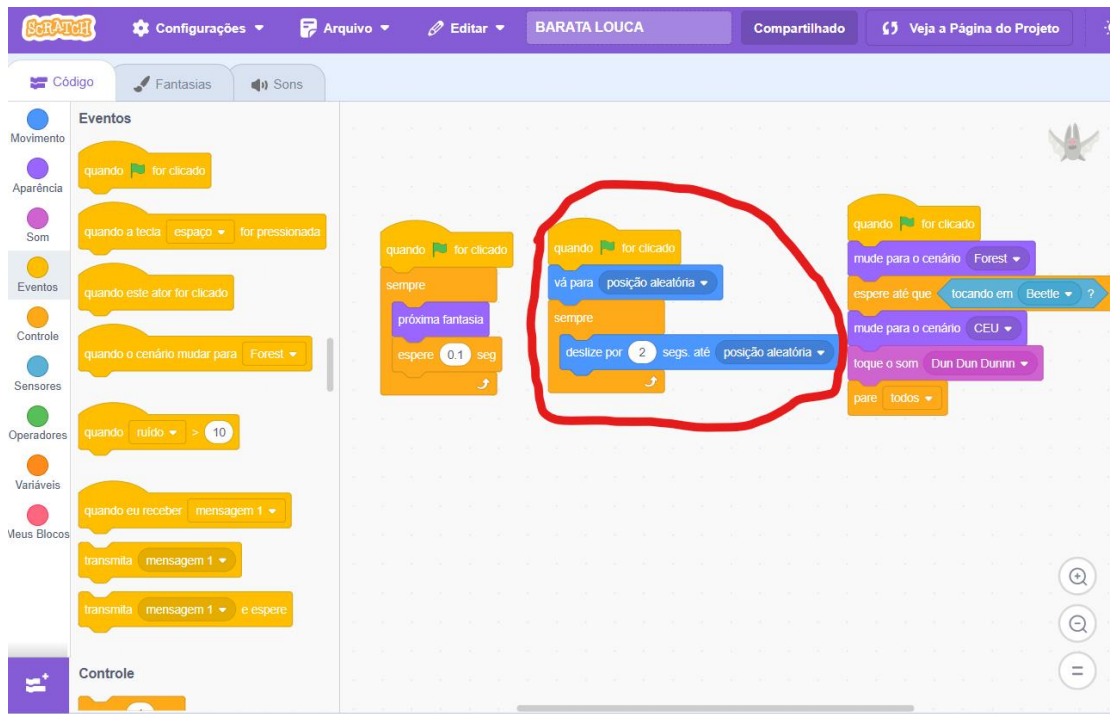 SCRATCH Configurações Arquivo Editar BARATA LOUCA Compartilhado Veja a Página do Projeto
Código Fantasias Sons
Movimento
Aparência
Som
Eventos
Controle
Sensores
Operadores
Variáveis
Meus Blocos
Eventos
quando for clicado
quando a tecla espaço for pressionada
quando este ator for clicado
quando o cenário mudar para Forest
quando ruído > 10
quando eu receber mensagem 1
transmita mensagem 1
transmita mensagem 1 e espere
Controle
quando for clicado
sempre
próxima fantasia
espere 0.1 seg
quando for clicado
vá para posição aleatória
sempre
deslize por 2 segs. até posição aleatória
quando for clicado
mude para o cenário Forest
espere até que tocando em Beetle ?
mude para o cenário CEU
toque o som Dun Dun Dunnn
pare todos